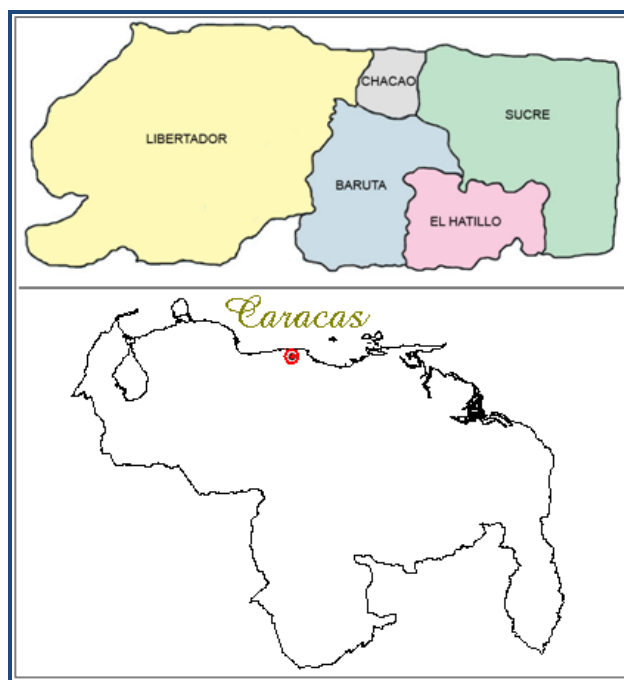 CHACAO
SUCRE
LIBERTADOR
BARUTA
EL HATILLO
Caracas